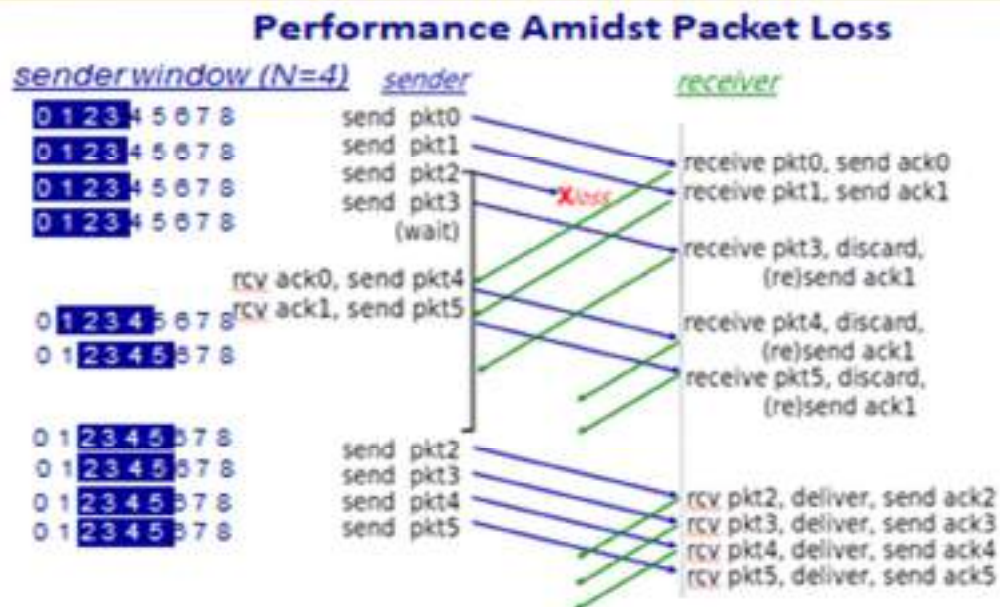 Performance Amidst Packet Loss
sender window (N=4) sender receiver
0 1 2 3 4 5 6 7 8 send pkt0
0 1 2 3 4 5 6 7 8 send pkt1
0 1 2 3 4 5 6 7 8 send pkt2
0 1 2 3 4 5 6 7 8 send pkt3
(wait)
Xloss
receive pkt0, send ack0
receive pkt1, send ack1
receive pkt3, discard,
(re)send ack1
rcv ack0, send pkt4
0 1 2 3 4 5 6 7 8 rcv ack1, send pkt5
0 1 2 3 4 5 6 7 8
receive pkt4, discard,
(re)send ack1
receive pkt5, discard,
(re)send ack1
0 1 2 3 4 5 6 7 8 send pkt2
0 1 2 3 4 5 6 7 8 send pkt3
0 1 2 3 4 5 6 7 8 send pkt4
0 1 2 3 4 5 6 7 8 send pkt5
rcv pkt2, deliver, send ack2
rcv pkt3, deliver, send ack3
rcv pkt4, deliver, send ack4
rcv pkt5, deliver, send ack5